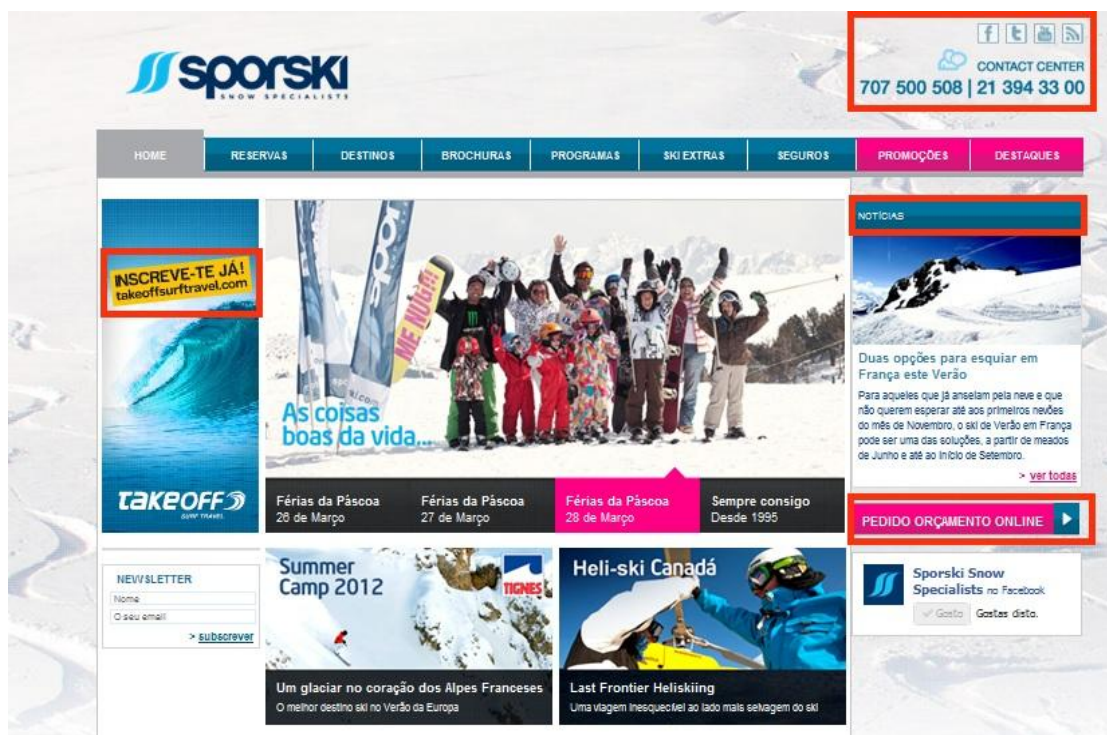 sporski
SNOW SPECIALISTS
CONTACT CENTER
707 500 508 | 21 394 33 00
HOME
RESERVAS
DESTINOS
BROCHURAS
PROGRAMAS
SKI EXTRAS
SEGUROS
PROMOÇÕES
DESTAQUES
INSCREVE-TE JÁ!
takeoffsurftravel.com
takeOFF
SURF TRAVEL
ME NUGO!!
As coisas
boas da vida...
Férias da Páscoa
26 de Março
Férias da Páscoa
27 de Março
Férias da Páscoa
28 de Março
Sempre consigo
Desde 1995
NOTÍCIAS
Duas opções para esquiar em
França este Verão
Para aqueles que já anseiam pela neve e que
não querem esperar até aos primeiros nevões
do mês de Novembro, o ski de Verão em França
pode ser uma das soluções, a partir de meados
de Junho e até ao início de Setembro.
> ver todas
PEDIDO ORÇAMENTO ONLINE
Sporski Snow
Specialists no Facebook
Gosto Gostas disto.
NEWSLETTER
Nome
O seu email
> subscrever
Summer
Camp 2012
TIGNES
Um glaciar no coração dos Alpes Franceses
O melhor destino ski no Verão da Europa
Heli-ski Canadá
Last Frontier Heliskiing
Uma viagem inesquecível ao lado mais selvagem do ski